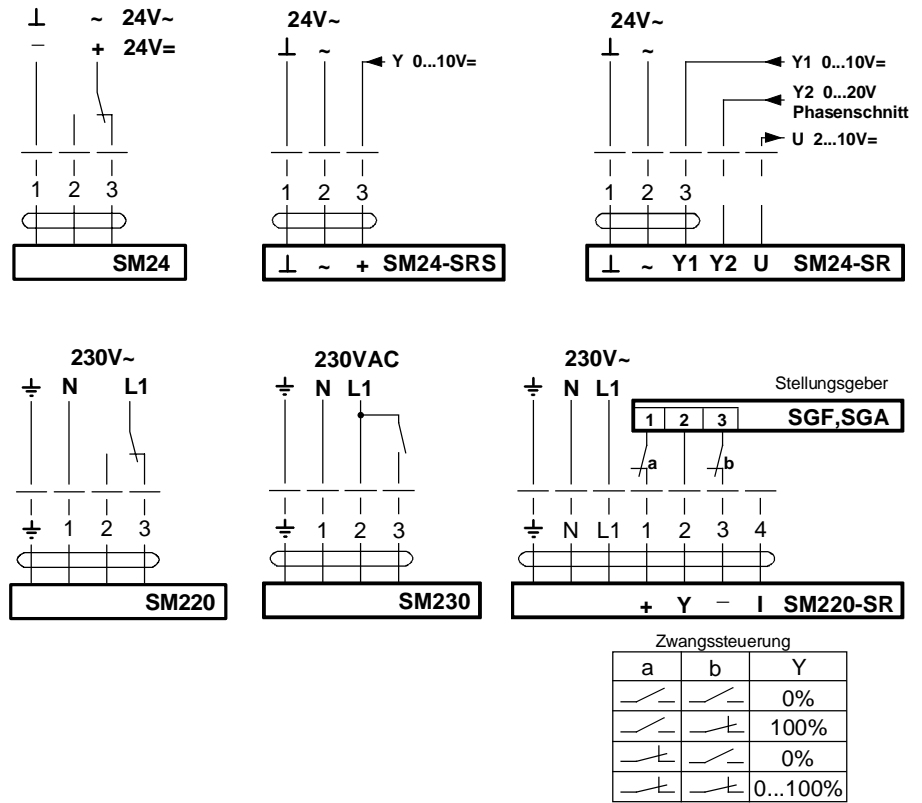 ⊥ ~ 24V~
– + 24V=
1 2 3
SM24
24V~
⊥ ~
Y 0...10V=
1 2 3
⊥ ~ + SM24-SRS
24V~
⊥ ~
Y1 0...10V=
Y2 0...20V
Phasenschnitt
U 2...10V=
1 2 3
⊥ ~ Y1 Y2 U SM24-SR
230V~
⏚ N L1
⏚ 1 2 3
SM220
230VAC
⏚ N L1
⏚ 1 2 3
SM230
230V~
⏚ N L1
Stellungsgeber
1 2 3 SGF,SGA
a b
⏚ N L1 1 2 3 4
+ Y – I SM220-SR
Zwangssteuerung
a b Y
0%
100%
0%
0...100%